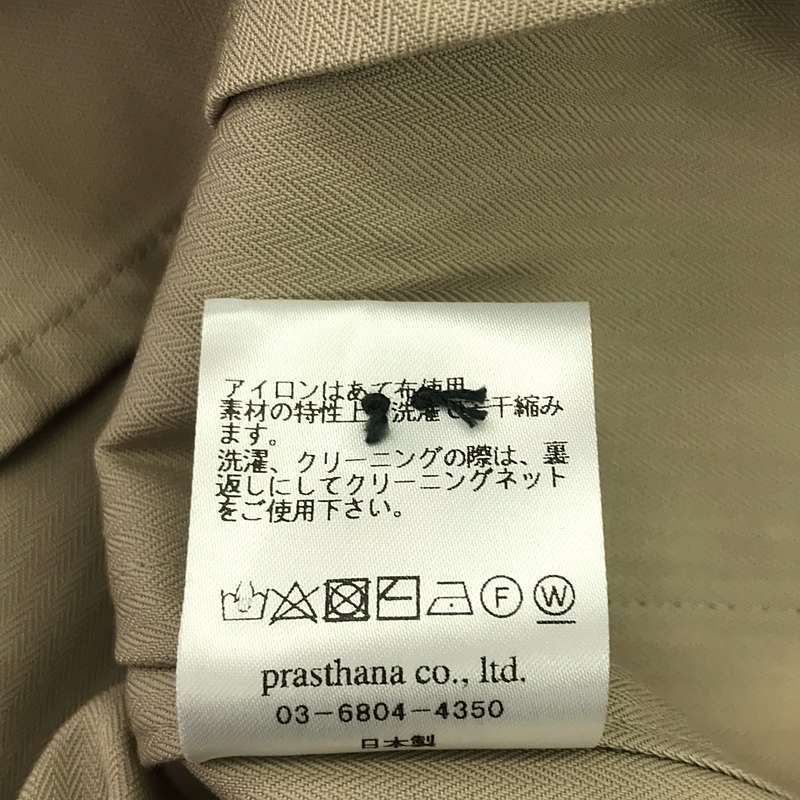 アイロンはあて布使用
素材の特性上 洗濯で 干縮み
ます。
洗濯、クリーニングの際は、裏
返しにしてクリーニングネット
をご使用下さい。
F W
prasthana co., ltd.
03-6804-4350
日本製